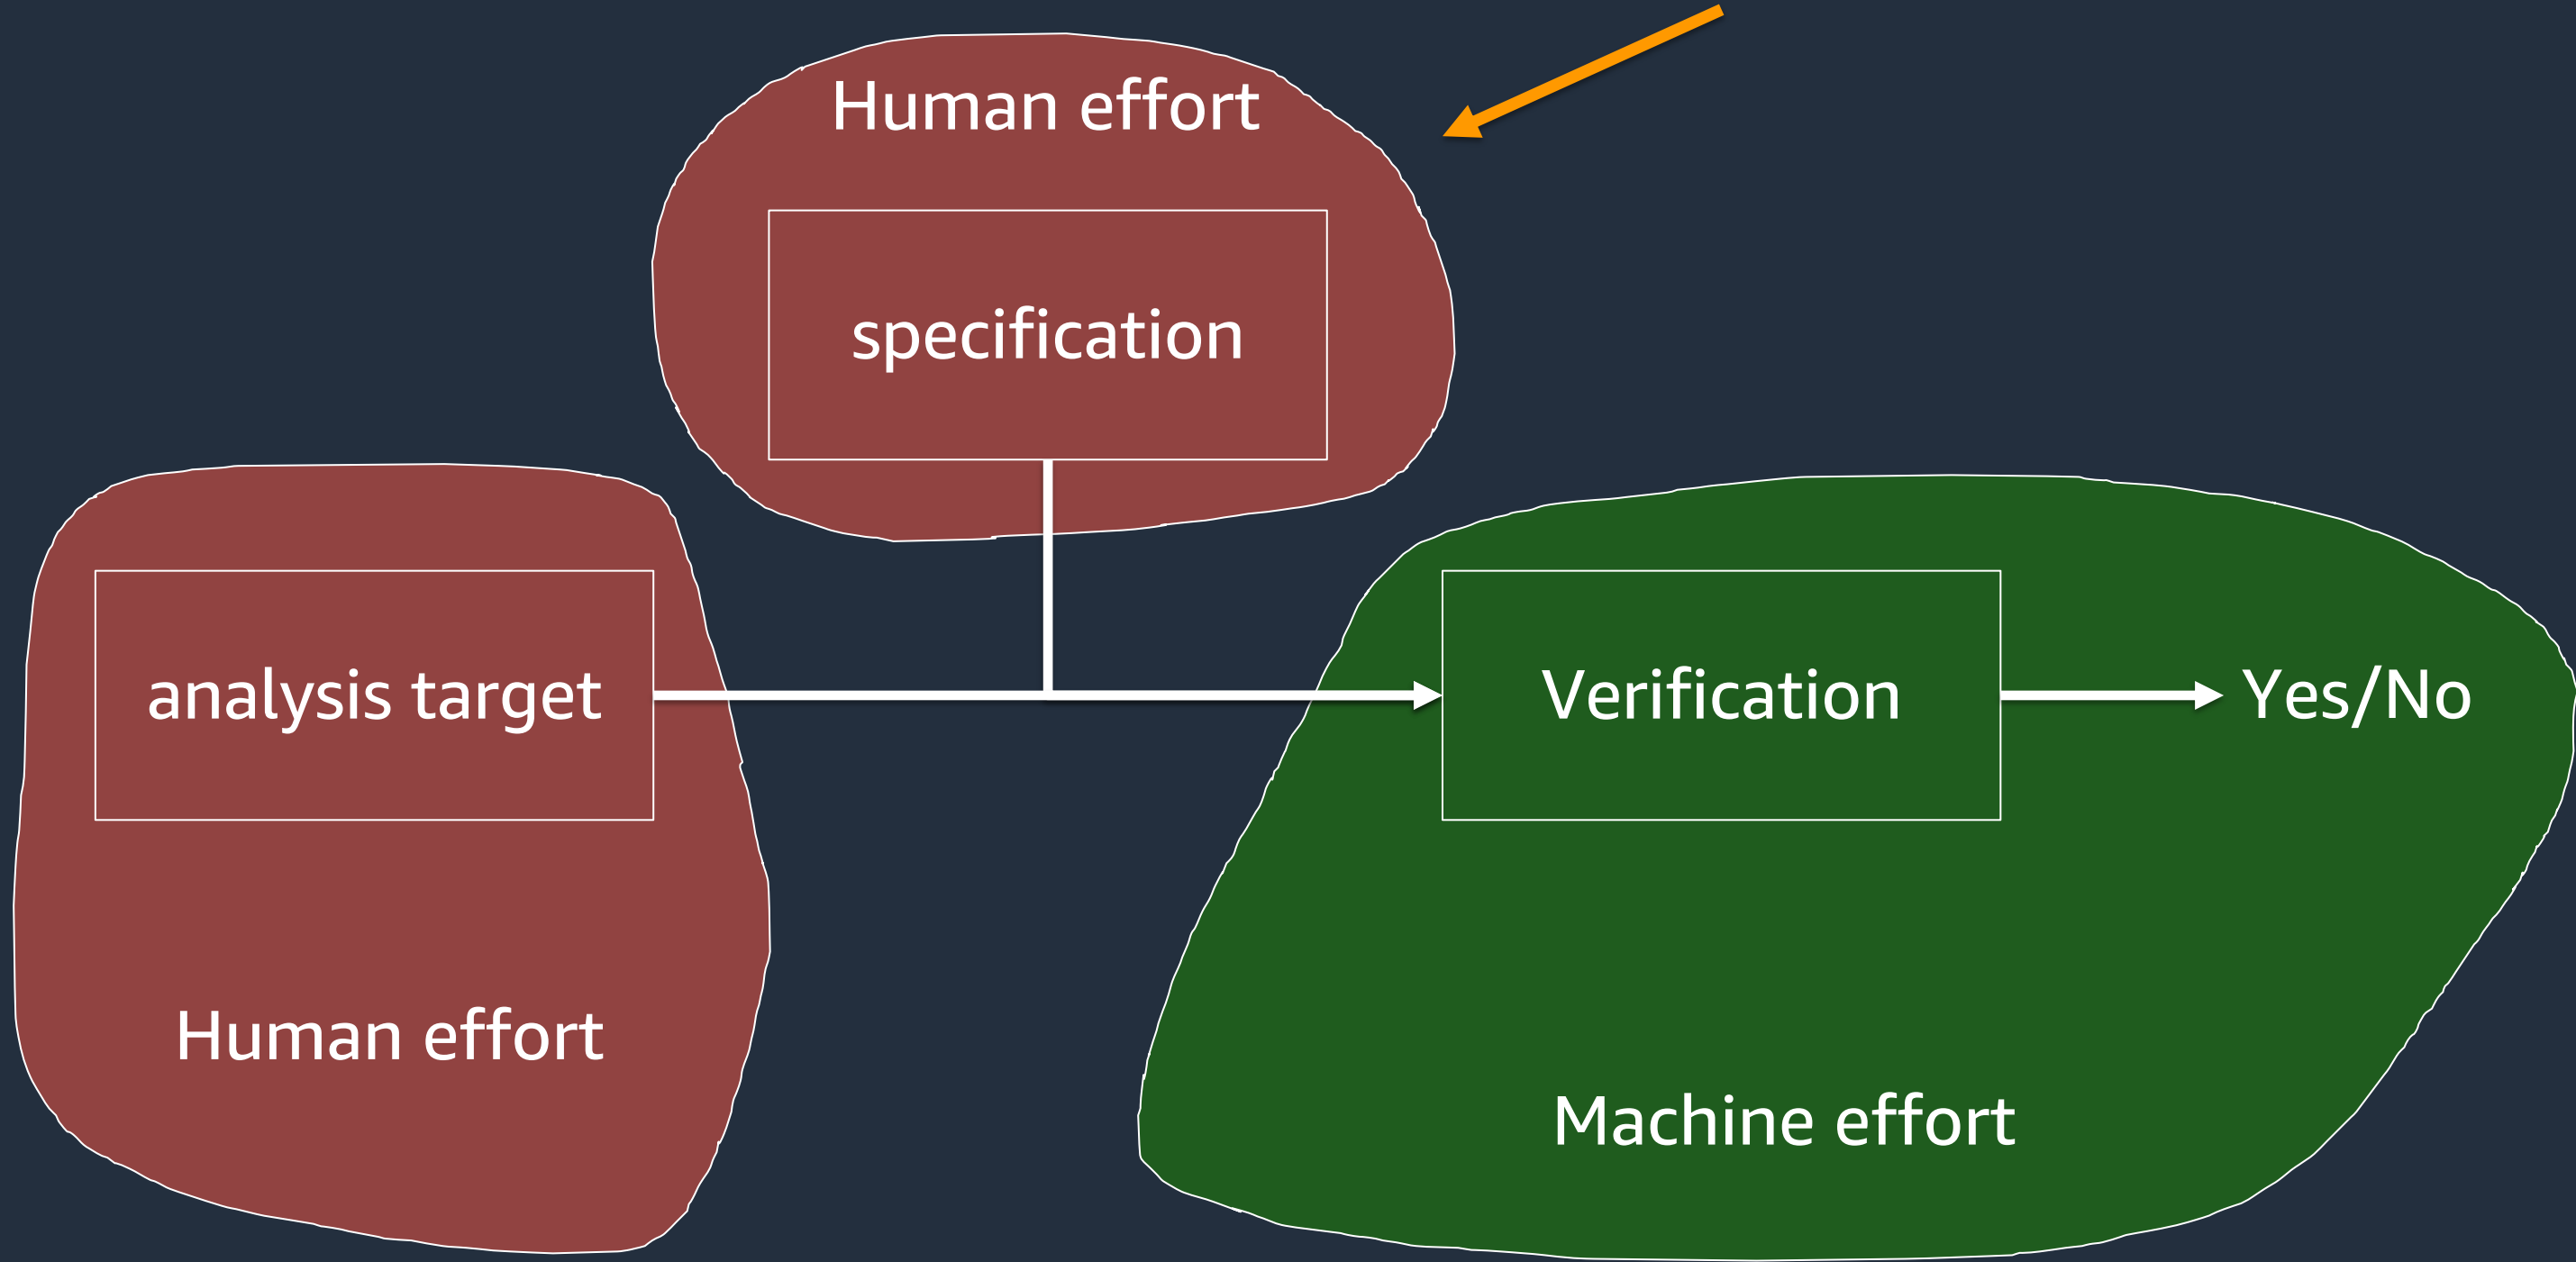 Human effort
specification
analysis target
Verification
Yes/No
Human effort
Machine effort